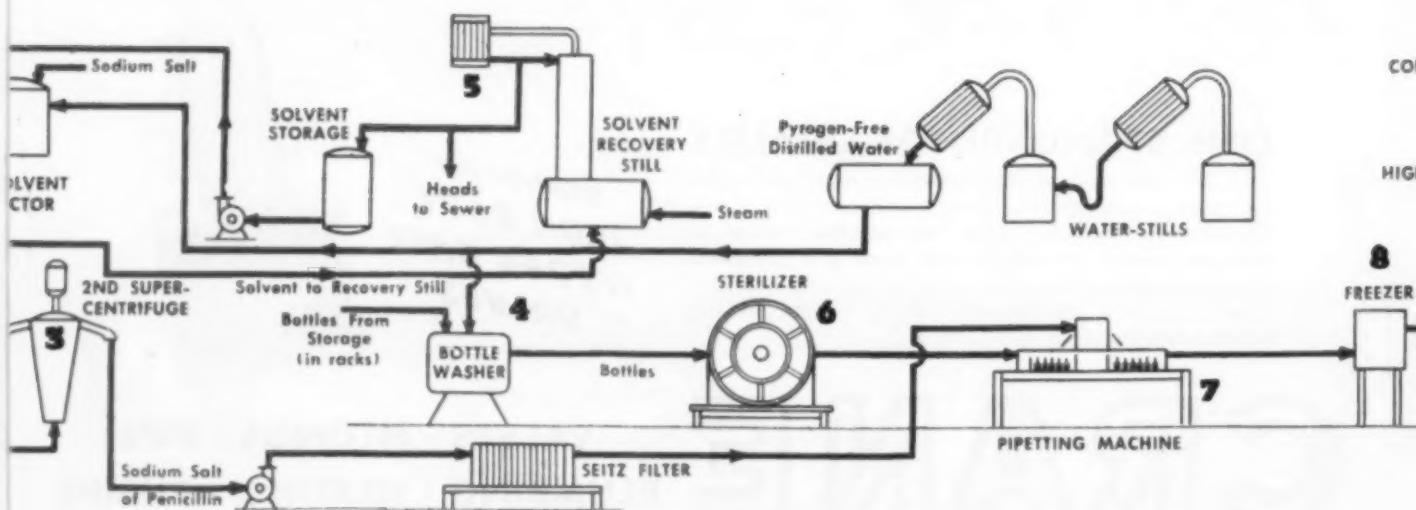 Sodium Salt
5
SOLVENT
STORAGE
SOLVENT
RECOVERY
STILL
Pyrogen-Free
Distilled Water
Heads
to Sewer
Steam
WATER-STILLS
2ND SUPER-
CENTRIFUGE
3
Solvent to Recovery Still
Bottles From
Storage
(in racks)
4
BOTTLE
WASHER
Bottles
STERILIZER
6
7
PIPETTING MACHINE
8
FREEZER
Sodium Salt
of Penicillin
SEITZ FILTER